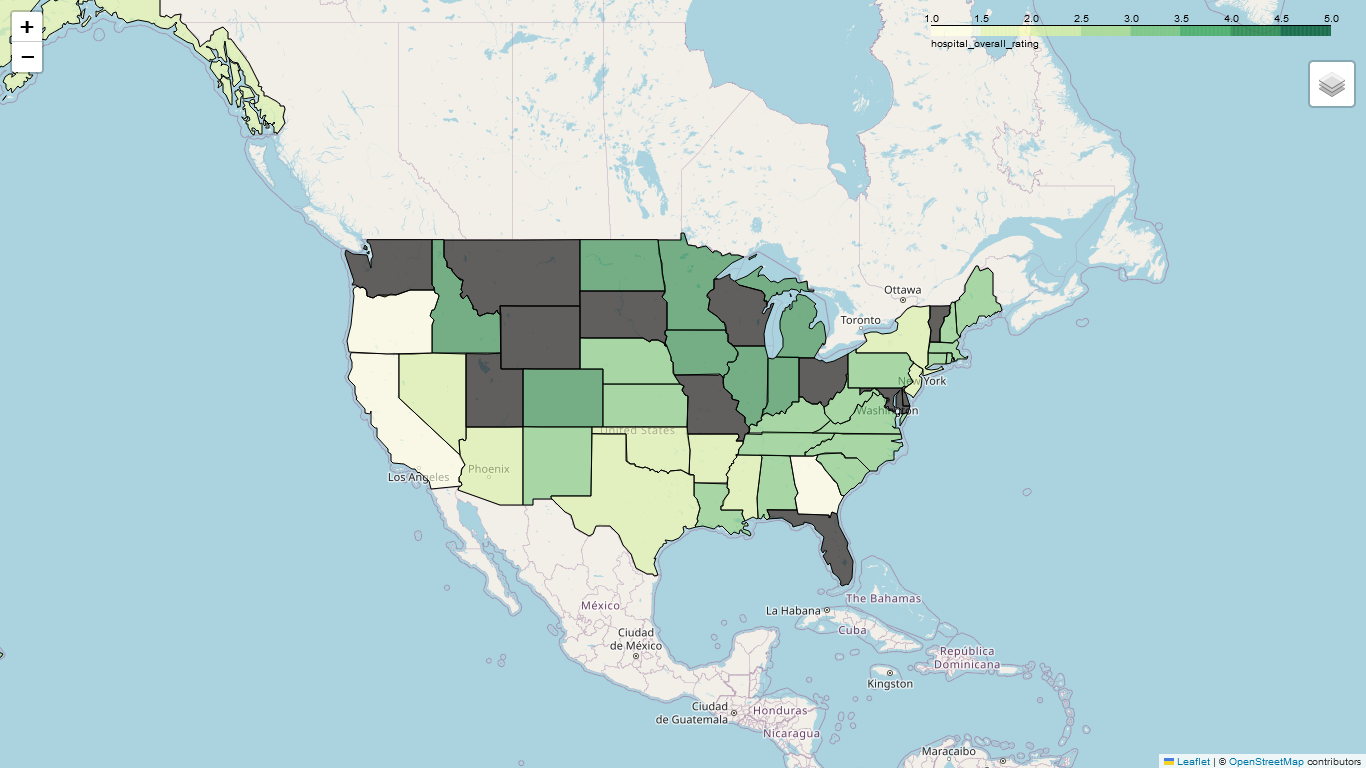 +
−
1.0 1.5 2.0 2.5 3.0 3.5 4.0 4.5 5.0
hospital_overall_rating
Ottawa
Toronto
New York
Washington
United States
Phoenix
Los Angeles
The Bahamas
México
La Habana
Cuba
Ciudad
de México
República
Dominicana
Kingston
Ciudad
de Guatemala
Honduras
Nicaragua
Maracaibo
Leaflet | © OpenStreetMap contributors